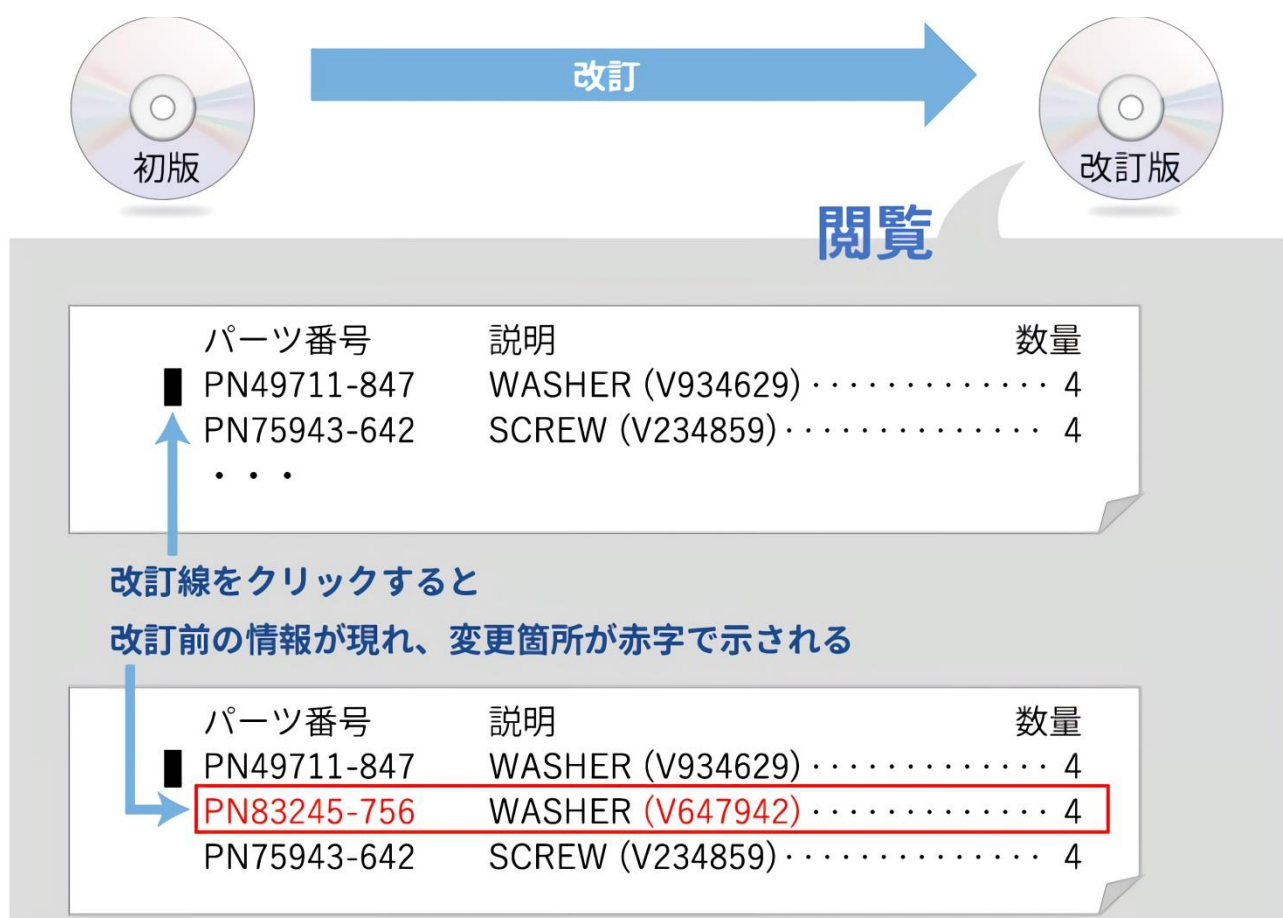 改訂
初版
改訂版
閲覧
パーツ番号 説明 数量
PN49711-847 WASHER (V934629)・・・・・・・・・・・・・ 4
PN75943-642 SCREW (V234859)・・・・・・・・・・・・・・ 4
・・・
改訂線をクリックすると
改訂前の情報が現れ、変更箇所が赤字で示される
パーツ番号 説明 数量
PN49711-847 WASHER (V934629)・・・・・・・・・・・・・ 4
PN83245-756 WASHER (V647942)・・・・・・・・・・・・・ 4
PN75943-642 SCREW (V234859)・・・・・・・・・・・・・・ 4